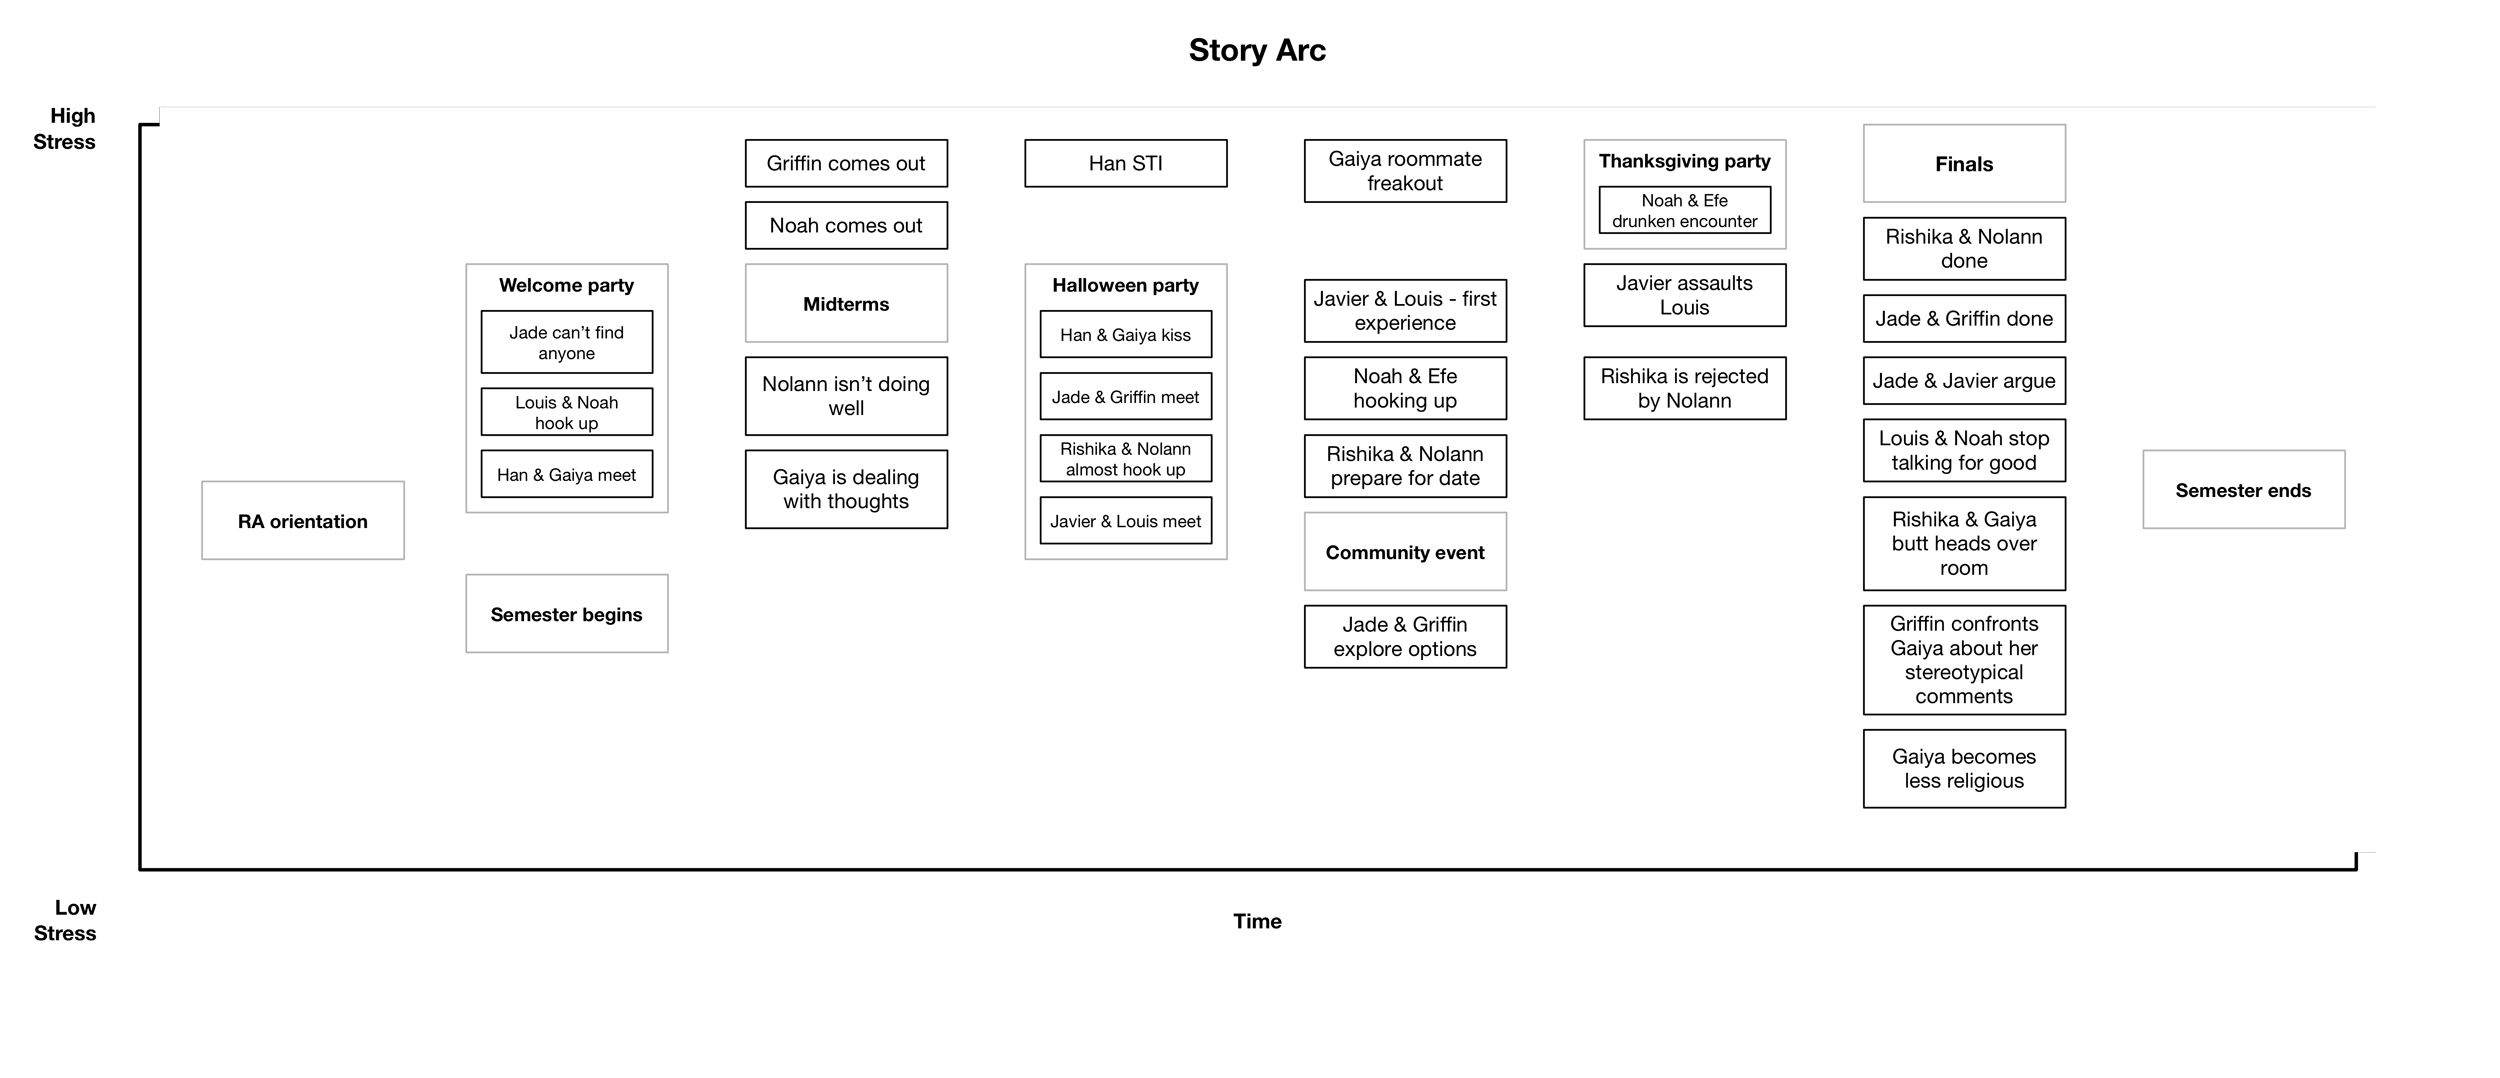 Story Arc
High
Stress
RA orientation
Welcome party
Jade can’t find
anyone
Louis & Noah
hook up
Han & Gaiya meet
Semester begins
Griffin comes out
Noah comes out
Midterms
Nolann isn’t doing
well
Gaiya is dealing
with thoughts
Han STI
Halloween party
Han & Gaiya kiss
Jade & Griffin meet
Rishika & Nolann
almost hook up
Javier & Louis meet
Gaiya roommate
freakout
Javier & Louis - first
experience
Noah & Efe
hooking up
Rishika & Nolann
prepare for date
Community event
Jade & Griffin
explore options
Thanksgiving party
Noah & Efe
drunken encounter
Javier assaults
Louis
Rishika is rejected
by Nolann
Finals
Rishika & Nolann
done
Jade & Griffin done
Jade & Javier argue
Louis & Noah stop
talking for good
Rishika & Gaiya
butt heads over
room
Griffin confronts
Gaiya about her
stereotypical
comments
Gaiya becomes
less religious
Semester ends
Low
Stress
Time